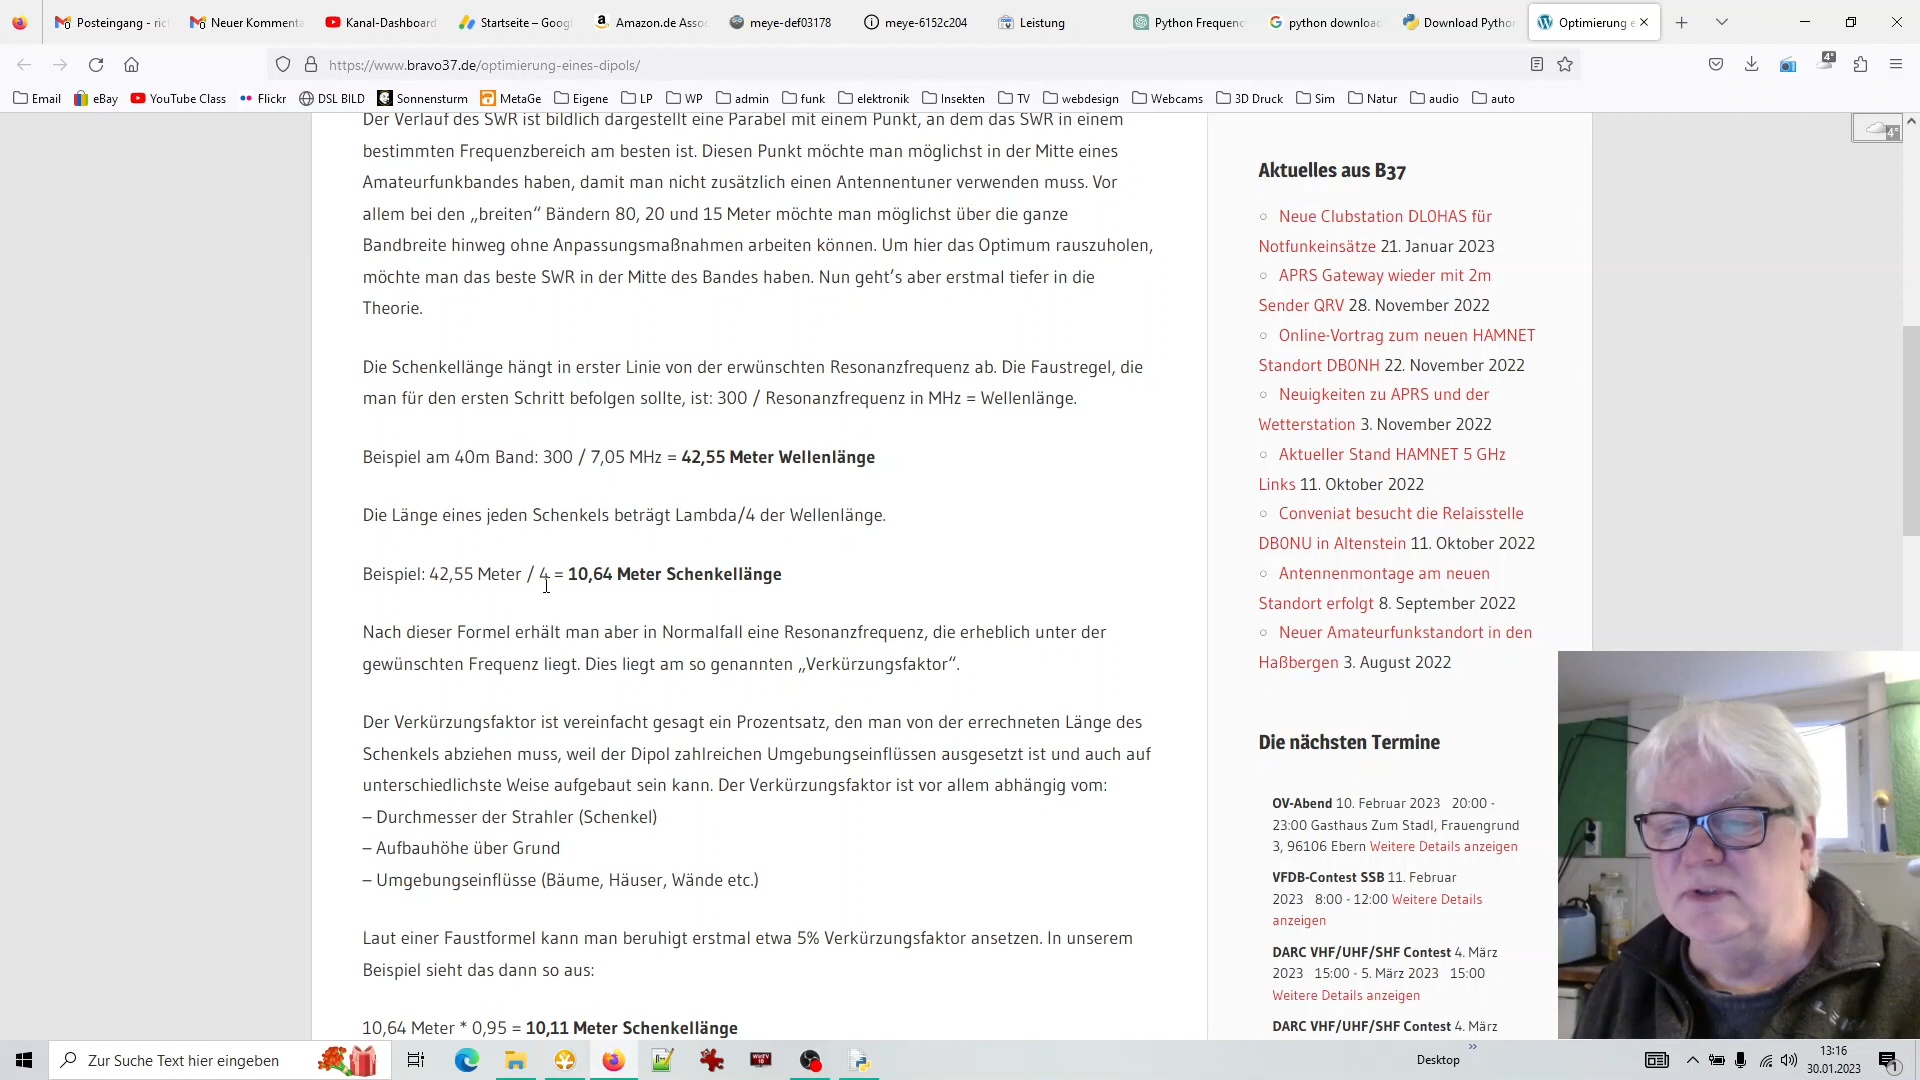 Posteingang - ric
Neuer Kommenta
Kanal-Dashboard
Startseite – Googl
Amazon.de Asso
meye-def03178
meye-6152c204
Leistung
Python Frequenc
python download
Download Pytho
Optimierung e
https://www.bravo37.de/optimierung-eines-dipols/
4°
Email
eBay
YouTube Class
Flickr
DSL BILD
Sonnensturm
MetaGe
Eigene
LP
WP
admin
funk
elektronik
Insekten
TV
webdesign
Webcams
3D Druck
Sim
Natur
audio
auto
4°
Der Verlauf des SWR ist bildlich dargestellt eine Parabel mit einem Punkt, an dem das SWR in einem
bestimmten Frequenzbereich am besten ist. Diesen Punkt möchte man möglichst in der Mitte eines
Amateurfunkbandes haben, damit man nicht zusätzlich einen Antennentuner verwenden muss. Vor
allem bei den „breiten“ Bändern 80, 20 und 15 Meter möchte man möglichst über die ganze
Bandbreite hinweg ohne Anpassungsmaßnahmen arbeiten können. Um hier das Optimum rauszuholen,
möchte man das beste SWR in der Mitte des Bandes haben. Nun geht’s aber erstmal tiefer in die
Theorie.
Die Schenkellänge hängt in erster Linie von der erwünschten Resonanzfrequenz ab. Die Faustregel, die
man für den ersten Schritt befolgen sollte, ist: 300 / Resonanzfrequenz in MHz = Wellenlänge.
Beispiel am 40m Band: 300 / 7,05 MHz = 42,55 Meter Wellenlänge
Die Länge eines jeden Schenkels beträgt Lambda/4 der Wellenlänge.
Beispiel: 42,55 Meter / 4 = 10,64 Meter Schenkellänge
Nach dieser Formel erhält man aber in Normalfall eine Resonanzfrequenz, die erheblich unter der
gewünschten Frequenz liegt. Dies liegt am so genannten „Verkürzungsfaktor“.
Der Verkürzungsfaktor ist vereinfacht gesagt ein Prozentsatz, den man von der errechneten Länge des
Schenkels abziehen muss, weil der Dipol zahlreichen Umgebungseinflüssen ausgesetzt ist und auch auf
unterschiedlichste Weise aufgebaut sein kann. Der Verkürzungsfaktor ist vor allem abhängig vom:
– Durchmesser der Strahler (Schenkel)
– Aufbauhöhe über Grund
– Umgebungseinflüsse (Bäume, Häuser, Wände etc.)
Laut einer Faustformel kann man beruhigt erstmal etwa 5% Verkürzungsfaktor ansetzen. In unserem
Beispiel sieht das dann so aus:
10,64 Meter * 0,95 = 10,11 Meter Schenkellänge
Aktuelles aus B37
Neue Clubstation DL0HAS für
Notfunkeinsätze 21. Januar 2023
APRS Gateway wieder mit 2m
Sender QRV 28. November 2022
Online-Vortrag zum neuen HAMNET
Standort DB0NH 22. November 2022
Neuigkeiten zu APRS und der
Wetterstation 3. November 2022
Aktueller Stand HAMNET 5 GHz
Links 11. Oktober 2022
Conveniat besucht die Relaisstelle
DB0NU in Altenstein 11. Oktober 2022
Antennenmontage am neuen
Standort erfolgt 8. September 2022
Neuer Amateurfunkstandort in den
Haßbergen 3. August 2022
Die nächsten Termine
OV-Abend 10. Februar 2023 20:00 -
23:00 Gasthaus Zum Stadl, Frauengrund
3, 96106 Ebern Weitere Details anzeigen
VFDB-Contest SSB 11. Februar
2023 8:00 - 12:00 Weitere Details
anzeigen
DARC VHF/UHF/SHF Contest 4. März
2023 15:00 - 5. März 2023 15:00
Weitere Details anzeigen
DARC VHF/UHF/SHF Contest 4. März
Zur Suche Text hier eingeben
Desktop
13:16
30.01.2023